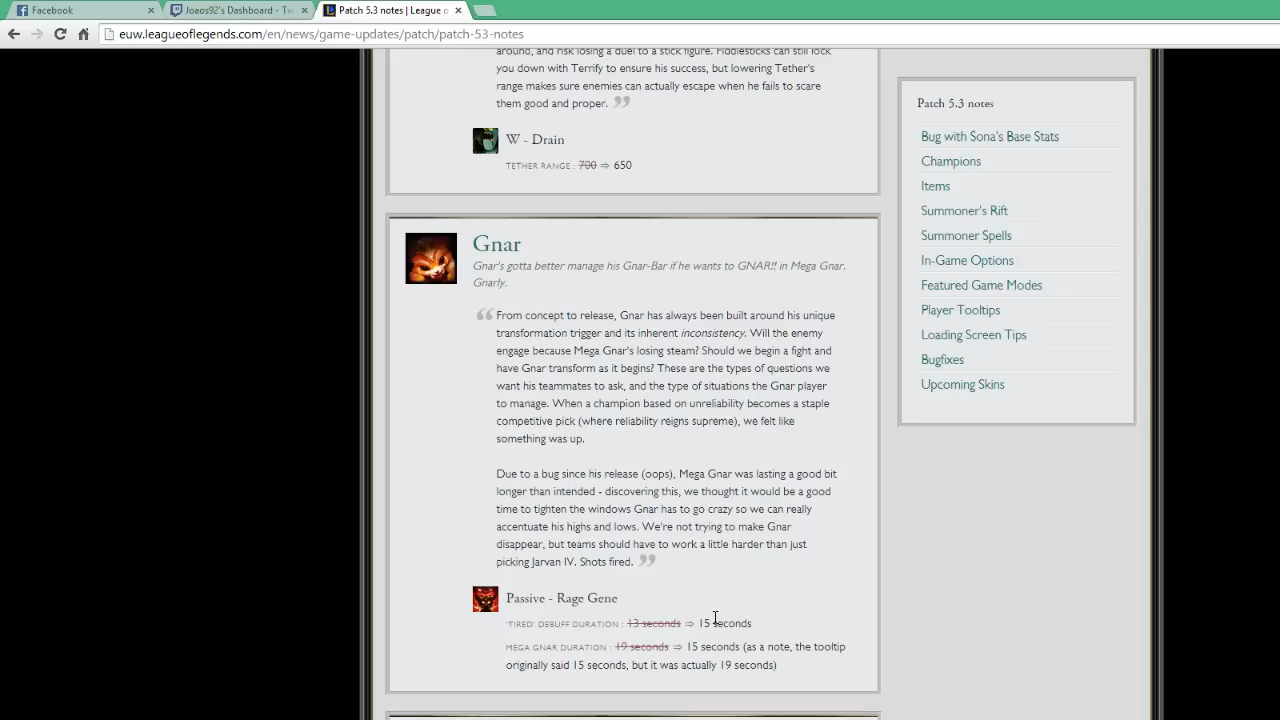 Facebook
Joaos92's Dashboard - Tw
Patch 5.3 notes | League o
euw.leagueoflegends.com/en/news/game-updates/patch/patch-53-notes
around, and risk losing a duel to a stick figure. Fiddlesticks can still lock
you down with Terrify to ensure his success, but lowering Tether's
range makes sure enemies can actually escape when he fails to scare
them good and proper. ”
W - Drain
TETHER RANGE : 700 ⇒ 650
Gnar
Gnar's gotta better manage his Gnar-Bar if he wants to GNAR!! in Mega Gnar.
Gnarly.
“ From concept to release, Gnar has always been built around his unique
transformation trigger and its inherent inconsistency. Will the enemy
engage because Mega Gnar's losing steam? Should we begin a fight and
have Gnar transform as it begins? These are the types of questions we
want his teammates to ask, and the type of situations the Gnar player
to manage. When a champion based on unreliability becomes a staple
competitive pick (where reliability reigns supreme), we felt like
something was up.
Due to a bug since his release (oops), Mega Gnar was lasting a good bit
longer than intended - discovering this, we thought it would be a good
time to tighten the windows Gnar has to go crazy so we can really
accentuate his highs and lows. We're not trying to make Gnar
disappear, but teams should have to work a little harder than just
picking Jarvan IV. Shots fired. ”
Passive - Rage Gene
'TIRED' DEBUFF DURATION : 13 seconds ⇒ 15 seconds
MEGA GNAR DURATION : 19 seconds ⇒ 15 seconds (as a note, the tooltip
originally said 15 seconds, but it was actually 19 seconds)
Patch 5.3 notes
Bug with Sona's Base Stats
Champions
Items
Summoner's Rift
Summoner Spells
In-Game Options
Featured Game Modes
Player Tooltips
Loading Screen Tips
Bugfixes
Upcoming Skins